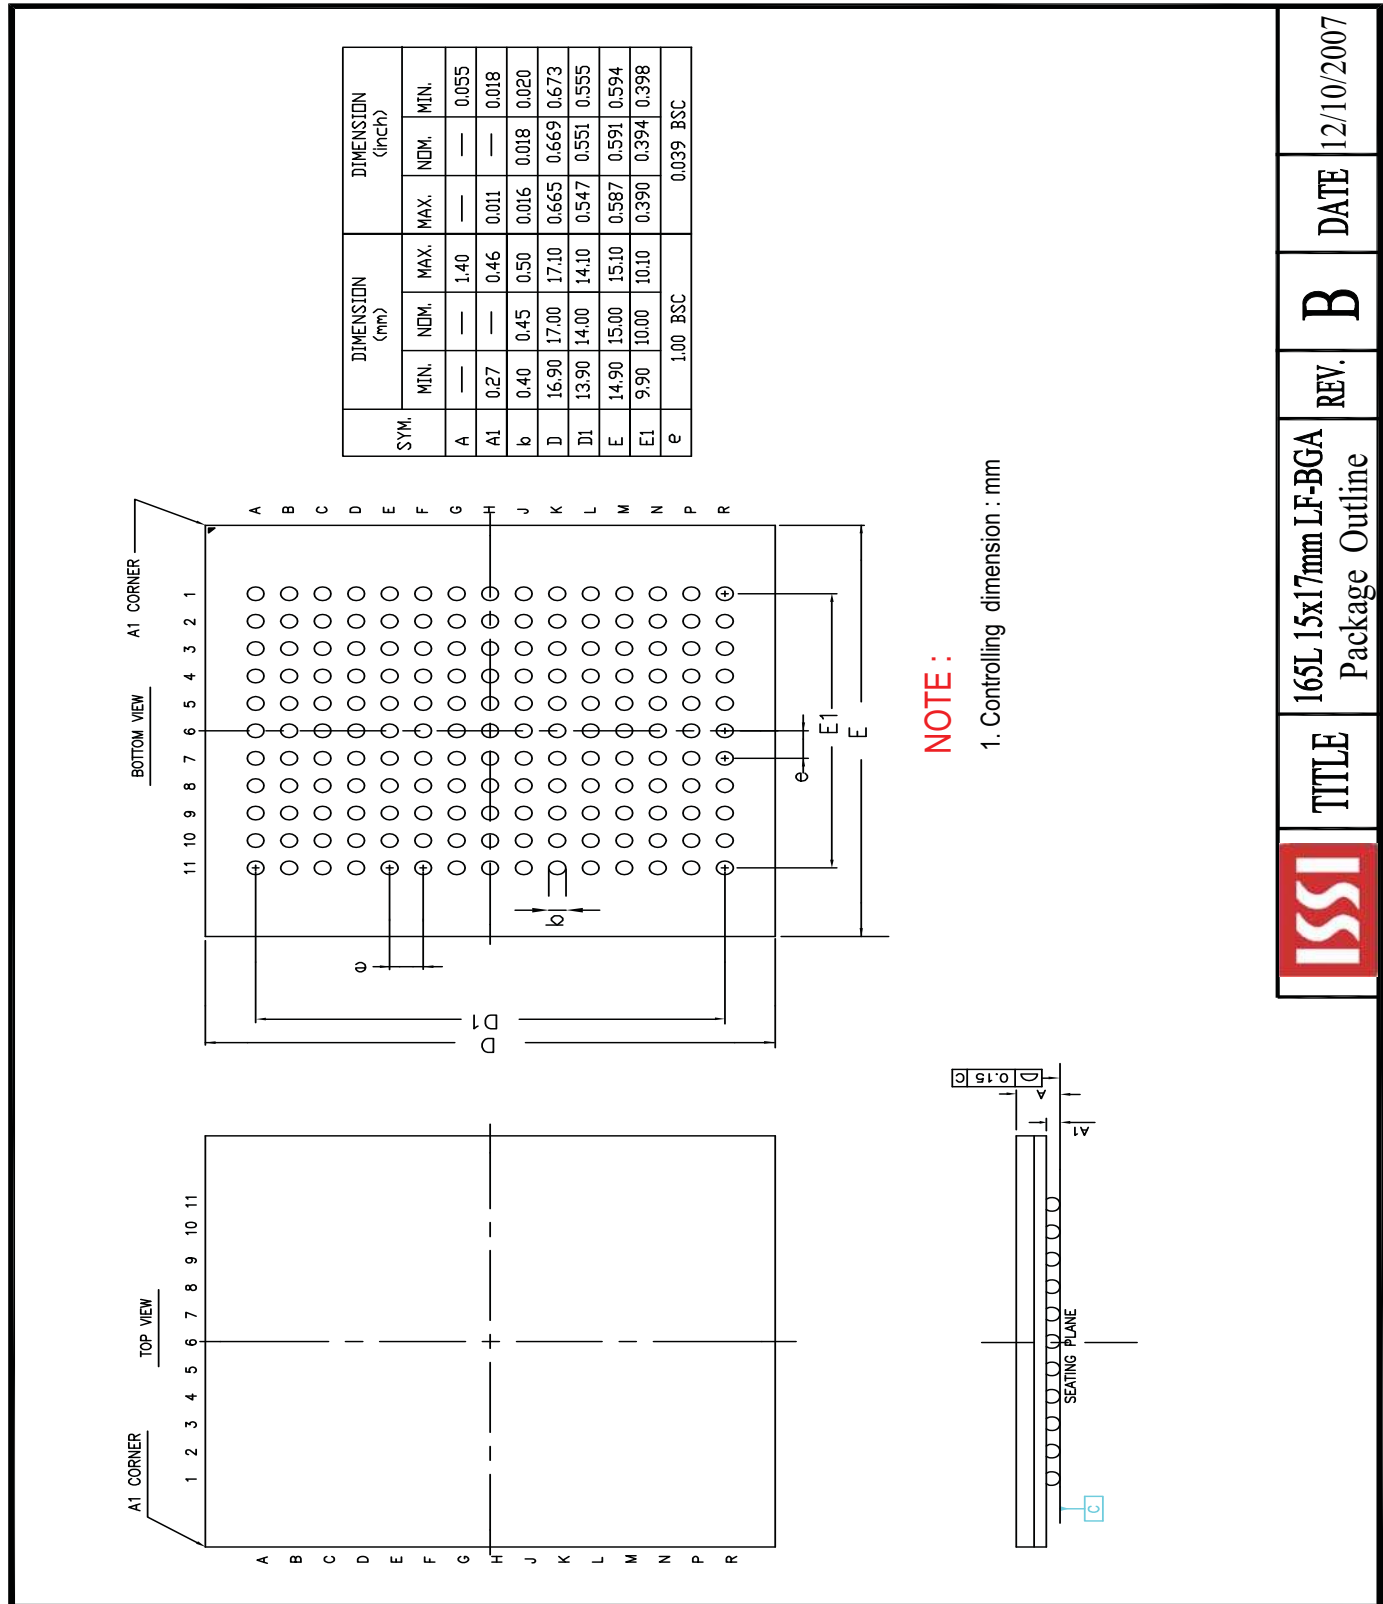 TOP VIEW
A1 CORNER
1 2 3 4 5 6 7 8 9 10 11
A
B
C
D
E
F
G
H
J
K
L
M
N
P
R
BOTTOM VIEW
A1 CORNER
11 10 9 8 7 6 5 4 3 2 1
A
B
C
D
E
F
G
H
J
K
L
M
N
P
R
e
D1
D
b
e
E1
E
SYM. DIMENSION (mm) DIMENSION (inch)
MIN. NOM. MAX. MAX. NOM. MIN.
A — — 1.40 — — 0.055
A1 0.27 — 0.46 0.011 — 0.018
b 0.40 0.45 0.50 0.016 0.018 0.020
D 16.90 17.00 17.10 0.665 0.669 0.673
D1 13.90 14.00 14.10 0.547 0.551 0.555
E 14.90 15.00 15.10 0.587 0.591 0.594
E1 9.90 10.00 10.10 0.390 0.394 0.398
e 1.00 BSC 0.039 BSC
NOTE :
1. Controlling dimension : mm
0.15 C
A
A1
SEATING PLANE
C
ISSI
TITLE
165L 15x17mm LF-BGA
Package Outline
REV.
B
DATE
12/10/2007